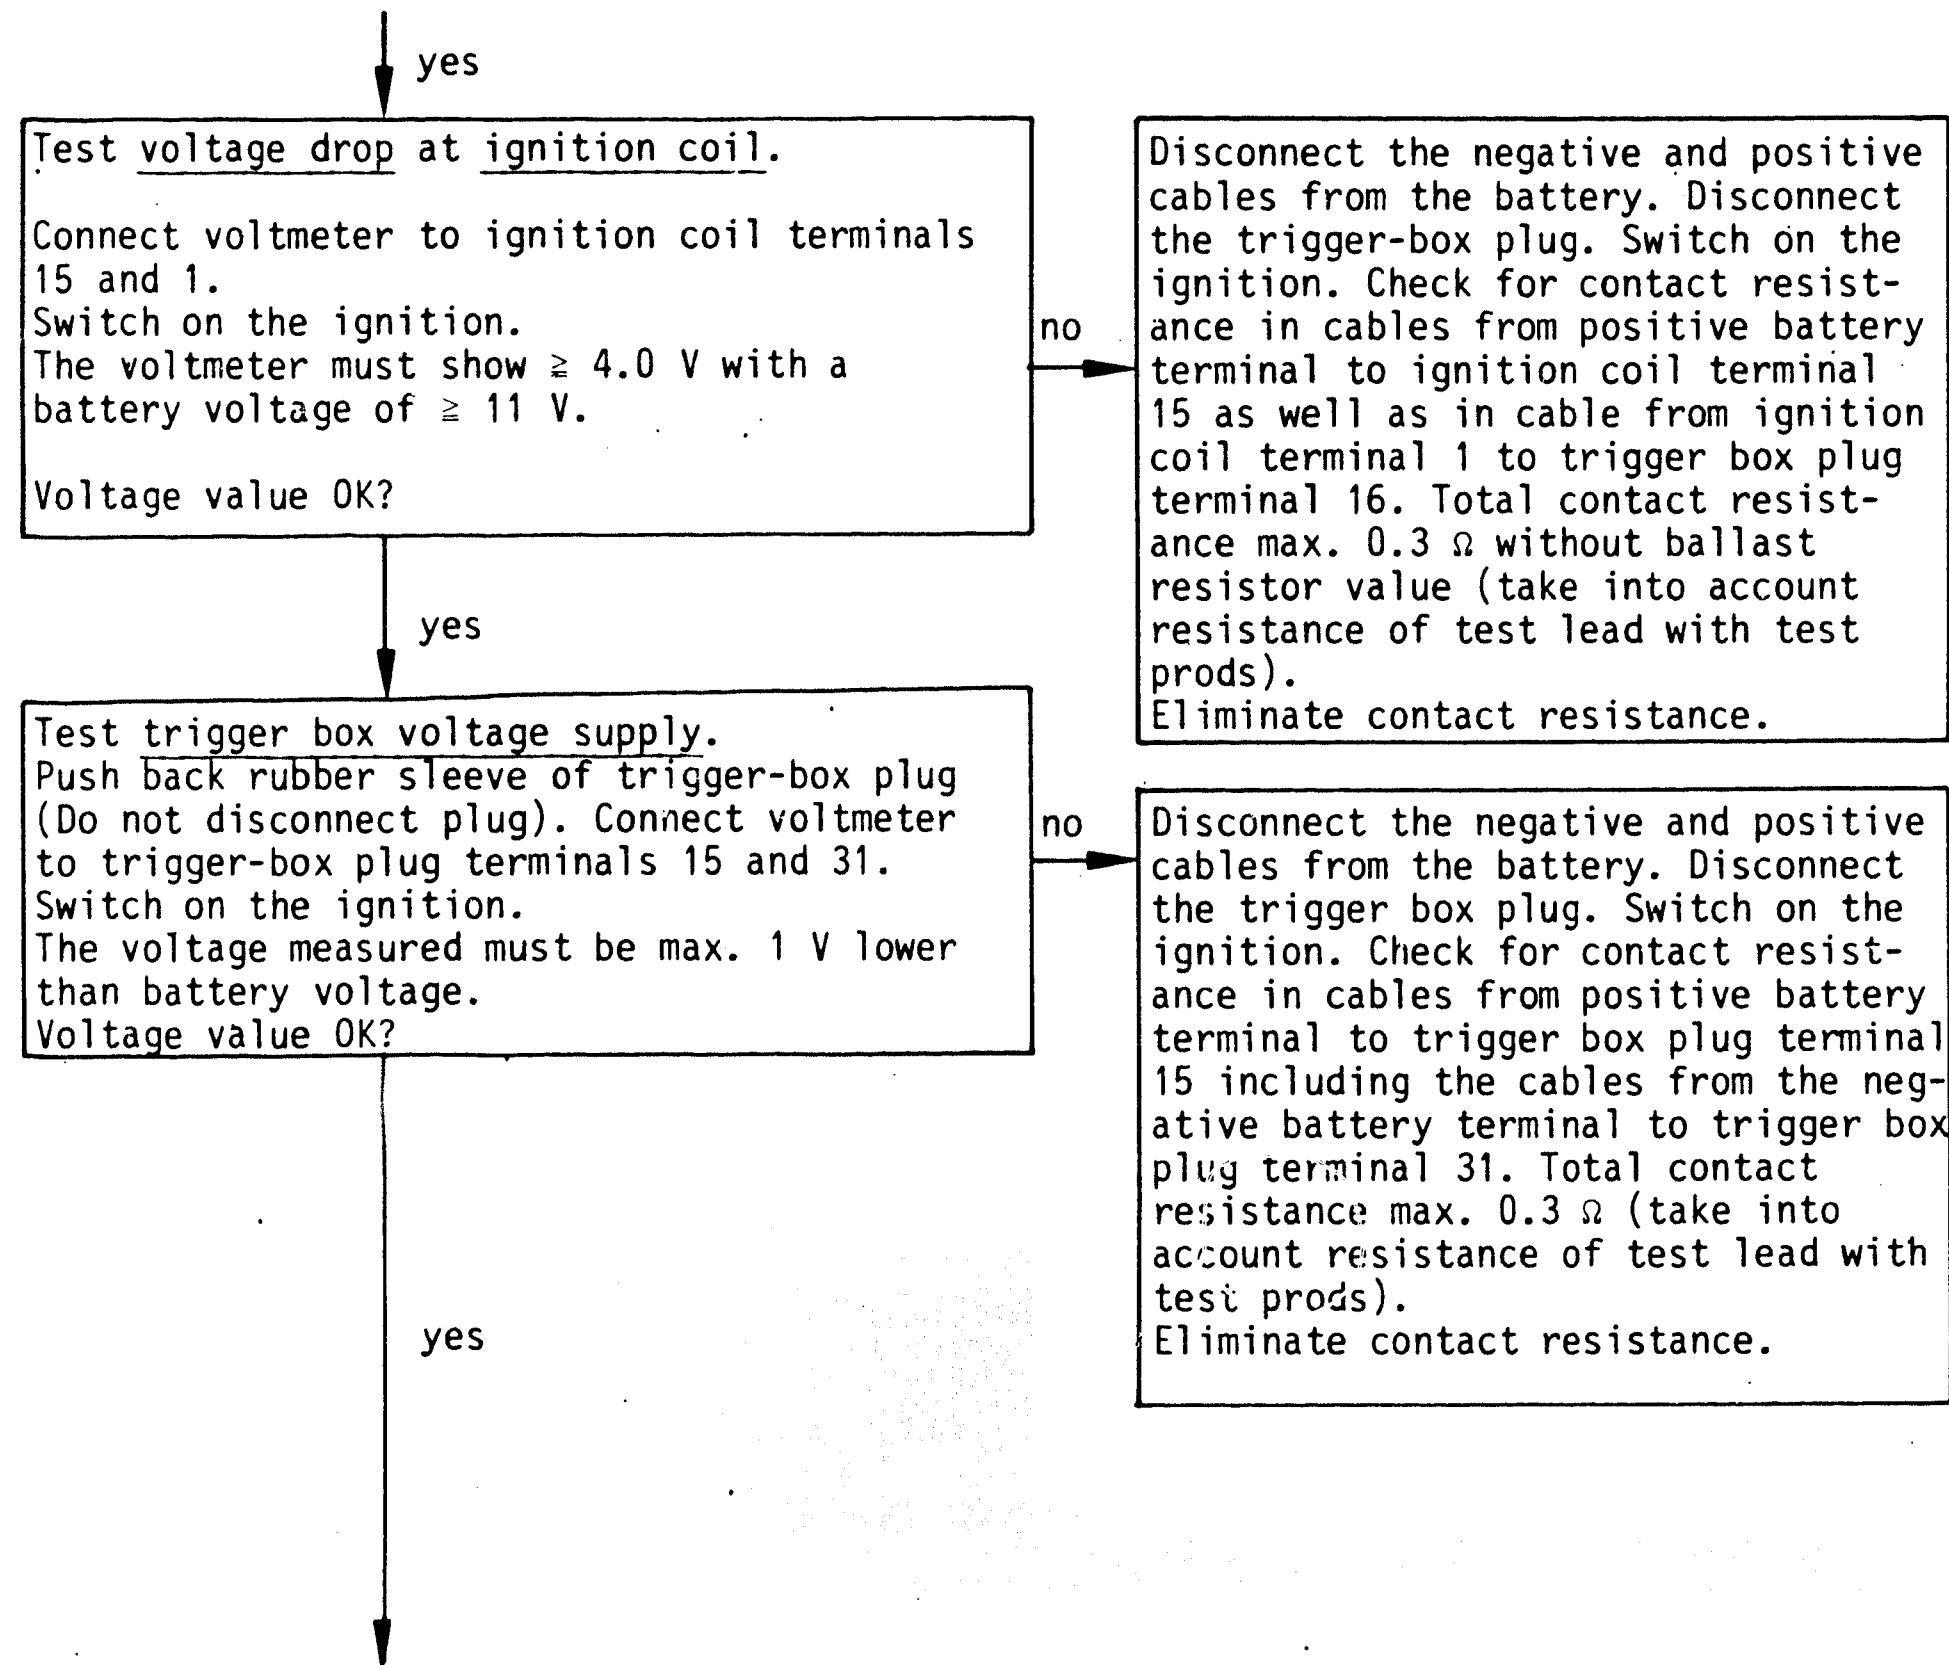 yes
Test voltage drop at ignition coil.
Connect voltmeter to ignition coil terminals
15 and 1.
Switch on the ignition.
The voltmeter must show ≧ 4.0 V with a
battery voltage of ≧ 11 V.
Voltage value OK?
no
Disconnect the negative and positive
cables from the battery. Disconnect
the trigger-box plug. Switch on the
ignition. Check for contact resist-
ance in cables from positive battery
terminal to ignition coil terminal
15 as well as in cable from ignition
coil terminal 1 to trigger box plug
terminal 16. Total contact resist-
ance max. 0.3 Ω without ballast
resistor value (take into account
resistance of test lead with test
prods).
Eliminate contact resistance.
yes
Test trigger box voltage supply.
Push back rubber sleeve of trigger-box plug
(Do not disconnect plug). Connect voltmeter
to trigger-box plug terminals 15 and 31.
Switch on the ignition.
The voltage measured must be max. 1 V lower
than battery voltage.
Voltage value OK?
no
Disconnect the negative and positive
cables from the battery. Disconnect
the trigger box plug. Switch on the
ignition. Check for contact resist-
ance in cables from positive battery
terminal to trigger box plug terminal
15 including the cables from the neg-
ative battery terminal to trigger box
plug terminal 31. Total contact
resistance max. 0.3 Ω (take into
account resistance of test lead with
test prods).
Eliminate contact resistance.
yes